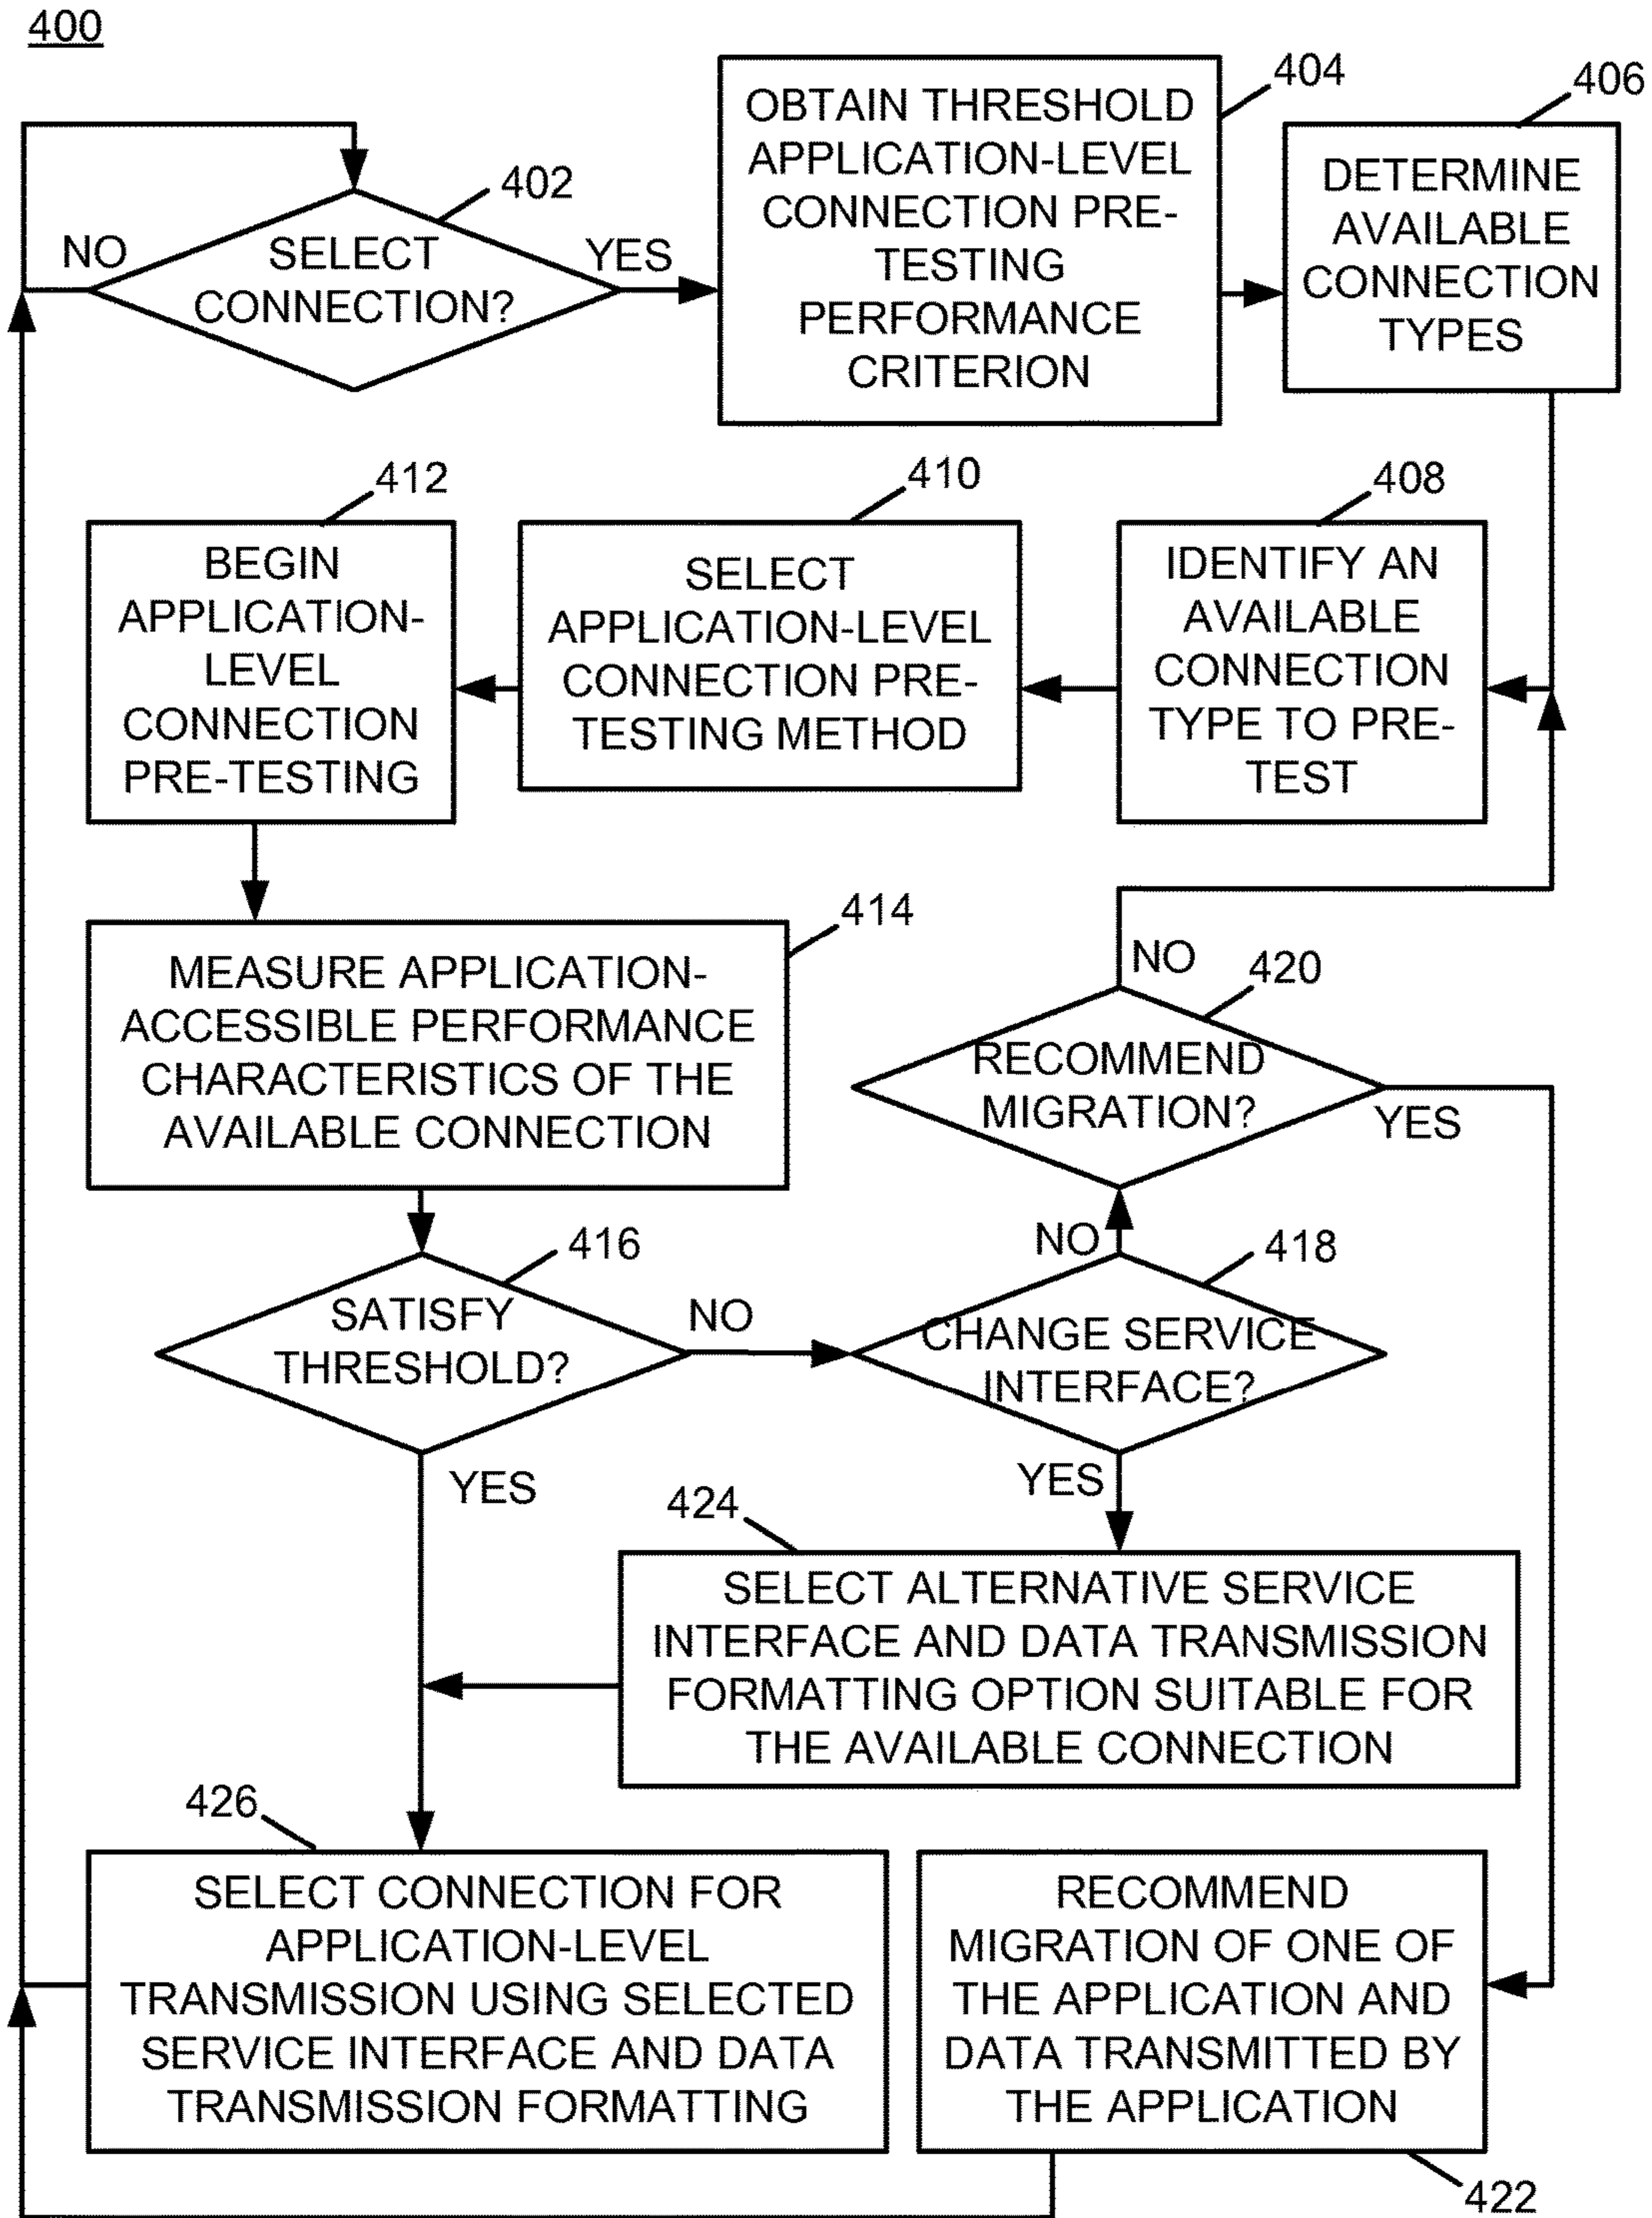 400
402
SELECT
CONNECTION?
NO
YES
404
OBTAIN THRESHOLD
APPLICATION-LEVEL
CONNECTION PRE-
TESTING
PERFORMANCE
CRITERION
406
DETERMINE
AVAILABLE
CONNECTION
TYPES
408
IDENTIFY AN
AVAILABLE
CONNECTION
TYPE TO PRE-
TEST
410
SELECT
APPLICATION-LEVEL
CONNECTION PRE-
TESTING METHOD
412
BEGIN
APPLICATION-
LEVEL
CONNECTION
PRE-TESTING
414
MEASURE APPLICATION-
ACCESSIBLE PERFORMANCE
CHARACTERISTICS OF THE
AVAILABLE CONNECTION
416
SATISFY
THRESHOLD?
NO
YES
418
CHANGE SERVICE
INTERFACE?
NO
YES
420
RECOMMEND
MIGRATION?
NO
YES
424
SELECT ALTERNATIVE SERVICE
INTERFACE AND DATA TRANSMISSION
FORMATTING OPTION SUITABLE FOR
THE AVAILABLE CONNECTION
426
SELECT CONNECTION FOR
APPLICATION-LEVEL
TRANSMISSION USING SELECTED
SERVICE INTERFACE AND DATA
TRANSMISSION FORMATTING
RECOMMEND
MIGRATION OF ONE OF
THE APPLICATION AND
DATA TRANSMITTED BY
THE APPLICATION
422